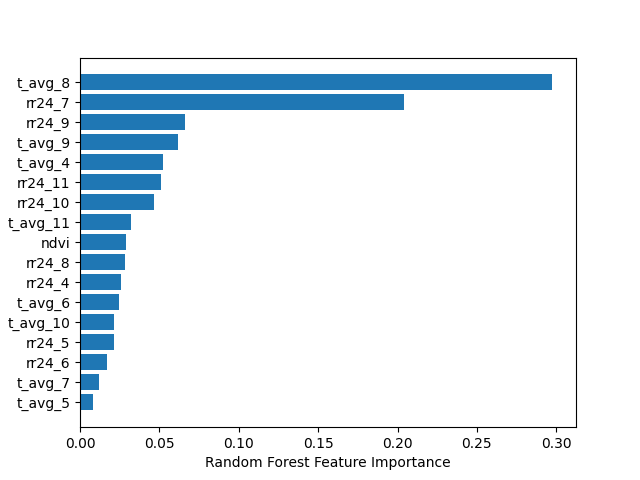 t_avg_8
rr24_7
rr24_9
t_avg_9
t_avg_4
rr24_11
rr24_10
t_avg_11
ndvi
rr24_8
rr24_4
t_avg_6
t_avg_10
rr24_5
rr24_6
t_avg_7
t_avg_5
0.00 0.05 0.10 0.15 0.20 0.25 0.30
Random Forest Feature Importance